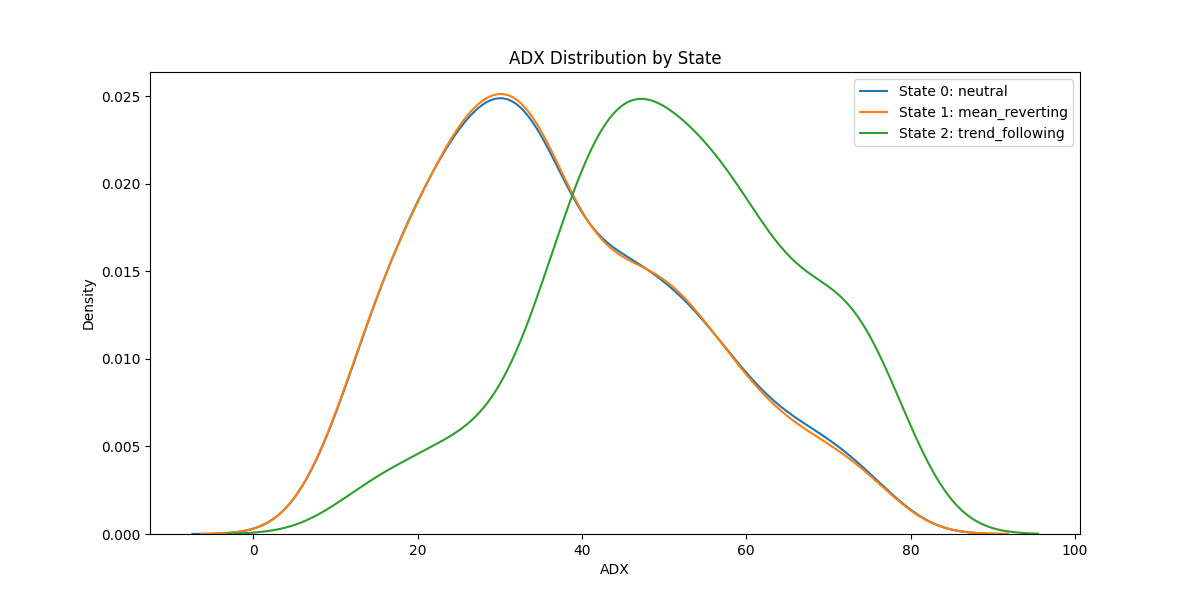 ADX Distribution by State
State 0: neutral
State 1: mean_reverting
State 2: trend_following
0.025
0.020
0.015
0.010
0.005
0.000
Density
0 20 40 60 80 100
ADX